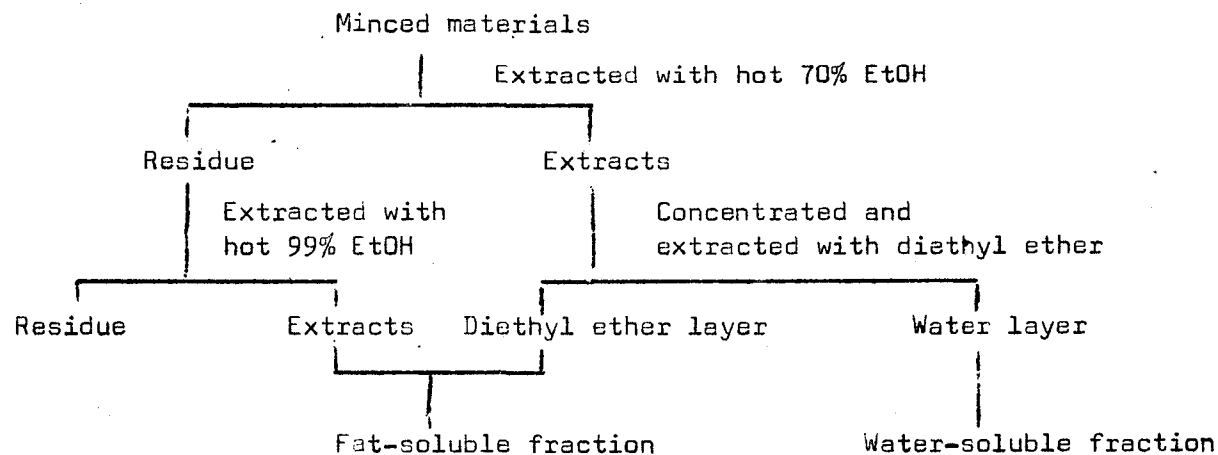 Minced materials
Extracted with hot 70% EtOH
Residue
Extracts
Extracted with
hot 99% EtOH
Concentrated and
extracted with diethyl ether
Residue
Extracts
Diethyl ether layer
Water layer
Fat-soluble fraction
Water-soluble fraction